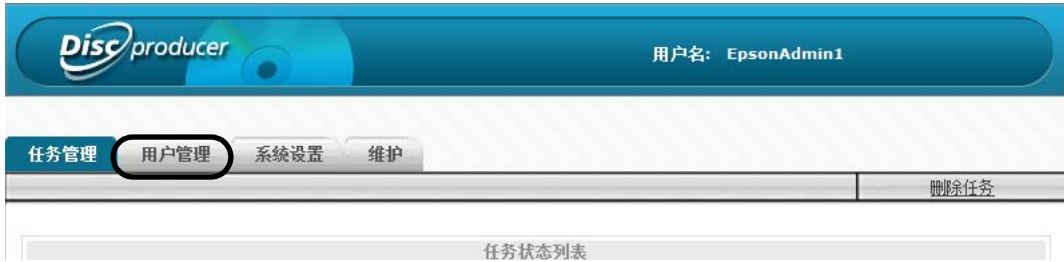 Disc producer
用户名: EpsonAdmin1
任务管理 用户管理 系统设置 维护
删除任务
任务状态列表